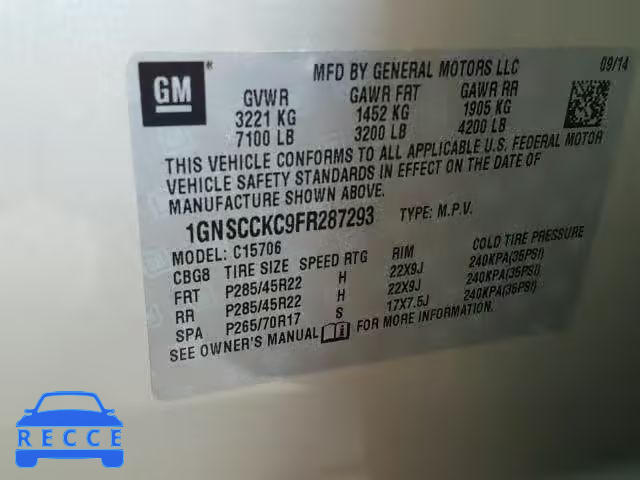 GM
MFD BY GENERAL MOTORS LLC 09/14
GVWR GAWR FRT GAWR RR
3221 KG 1452 KG 1905 KG
7100 LB 3200 LB 4200 LB
THIS VEHICLE CONFORMS TO ALL APPLICABLE U.S. FEDERAL MOTOR
VEHICLE SAFETY STANDARDS IN EFFECT ON THE DATE OF
MANUFACTURE SHOWN ABOVE.
1GNSCCKC9FR287293 TYPE: M.P.V.
MODEL: C15706
CBG8 TIRE SIZE SPEED RTG RIM COLD TIRE PRESSURE
FRT P285/45R22 H 22X9J 240KPA(35PSI)
RR P285/45R22 H 22X9J 240KPA(35PSI)
SPA P265/70R17 S 17X7.5J 240KPA(35PSI)
SEE OWNER'S MANUAL FOR MORE INFORMATION.
RECCE